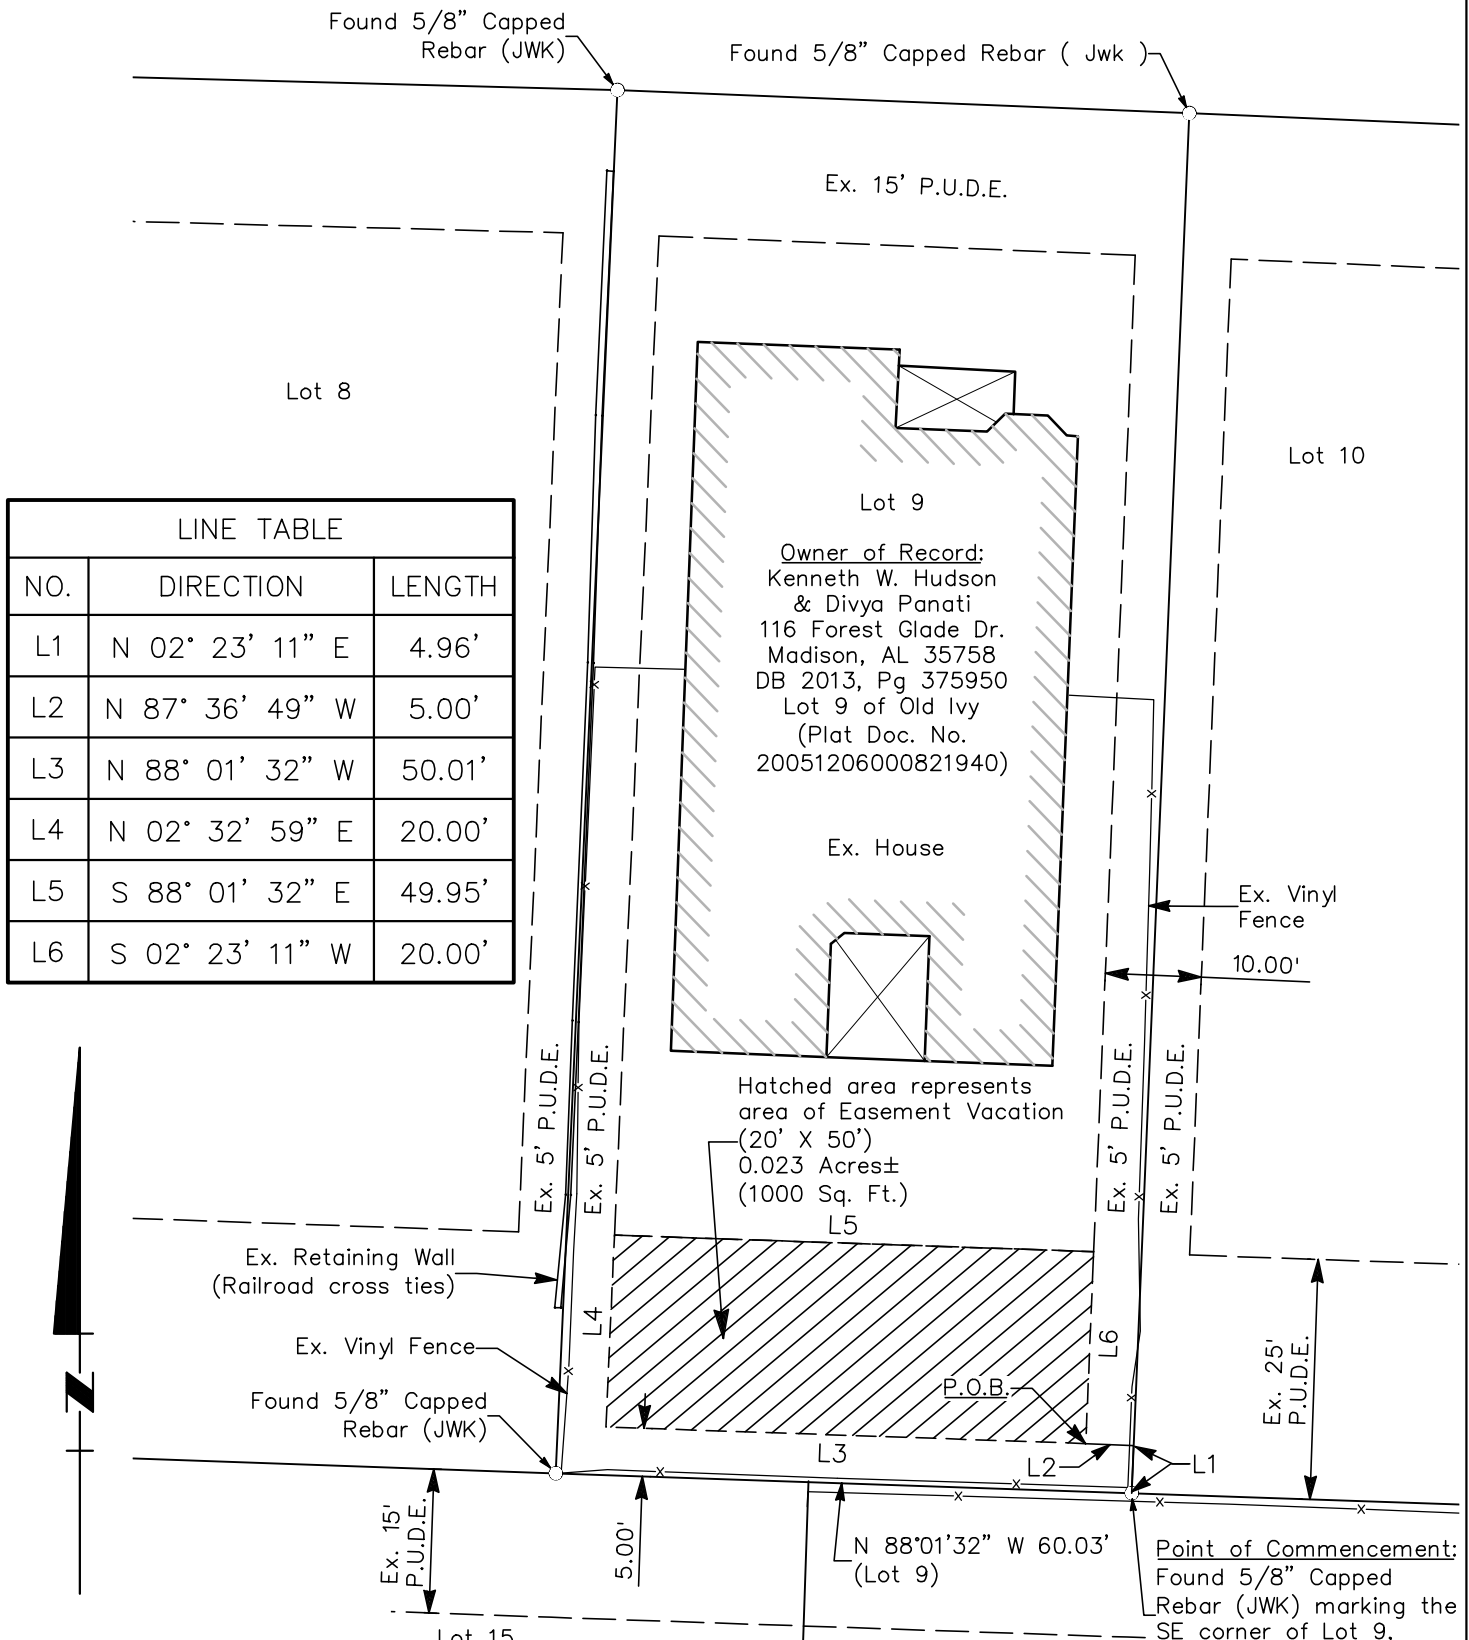 Found 5/8” Capped
Rebar (JWK)
Found 5/8” Capped Rebar ( Jwk )
Ex. 15’ P.U.D.E.
Lot 8
Lot 10
Lot 9
Owner of Record:
Kenneth W. Hudson
& Divya Panati
116 Forest Glade Dr.
Madison, AL 35758
DB 2013, Pg 375950
Lot 9 of Old Ivy
(Plat Doc. No.
20051206000821940)
Ex. House
LINE TABLE
NO. DIRECTION LENGTH
L1 N 02° 23’ 11” E 4.96’
L2 N 87° 36’ 49” W 5.00’
L3 N 88° 01’ 32” W 50.01’
L4 N 02° 32’ 59” E 20.00’
L5 S 88° 01’ 32” E 49.95’
L6 S 02° 23’ 11” W 20.00’
Ex. Vinyl
Fence
10.00'
Ex. 5’ P.U.D.E.
Ex. 5’ P.U.D.E.
Ex. 5’ P.U.D.E.
Ex. 5’ P.U.D.E.
Hatched area represents
area of Easement Vacation
(20’ X 50’)
0.023 Acres±
(1000 Sq. Ft.)
L5
Ex. Retaining Wall
(Railroad cross ties)
L4
L6
Ex. Vinyl Fence
Ex. 25'
P.U.D.E.
P.O.B.
Found 5/8” Capped
Rebar (JWK)
L3
L2
L1
N
Ex. 15'
P.U.D.E.
5.00'
N 88°01'32” W 60.03’
(Lot 9)
Point of Commencement:
Found 5/8” Capped
Rebar (JWK) marking the
SE corner of Lot 9,
Lot 15